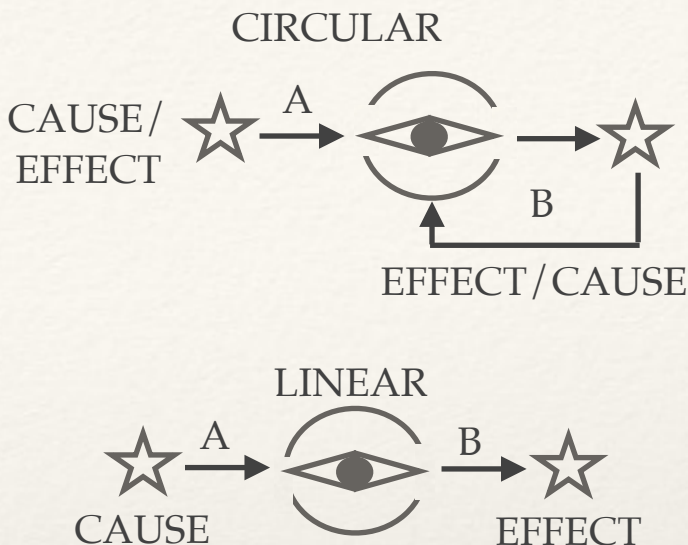 CIRCULAR
A
CAUSE/
EFFECT
B
EFFECT/CAUSE
LINEAR
A
B
CAUSE
EFFECT